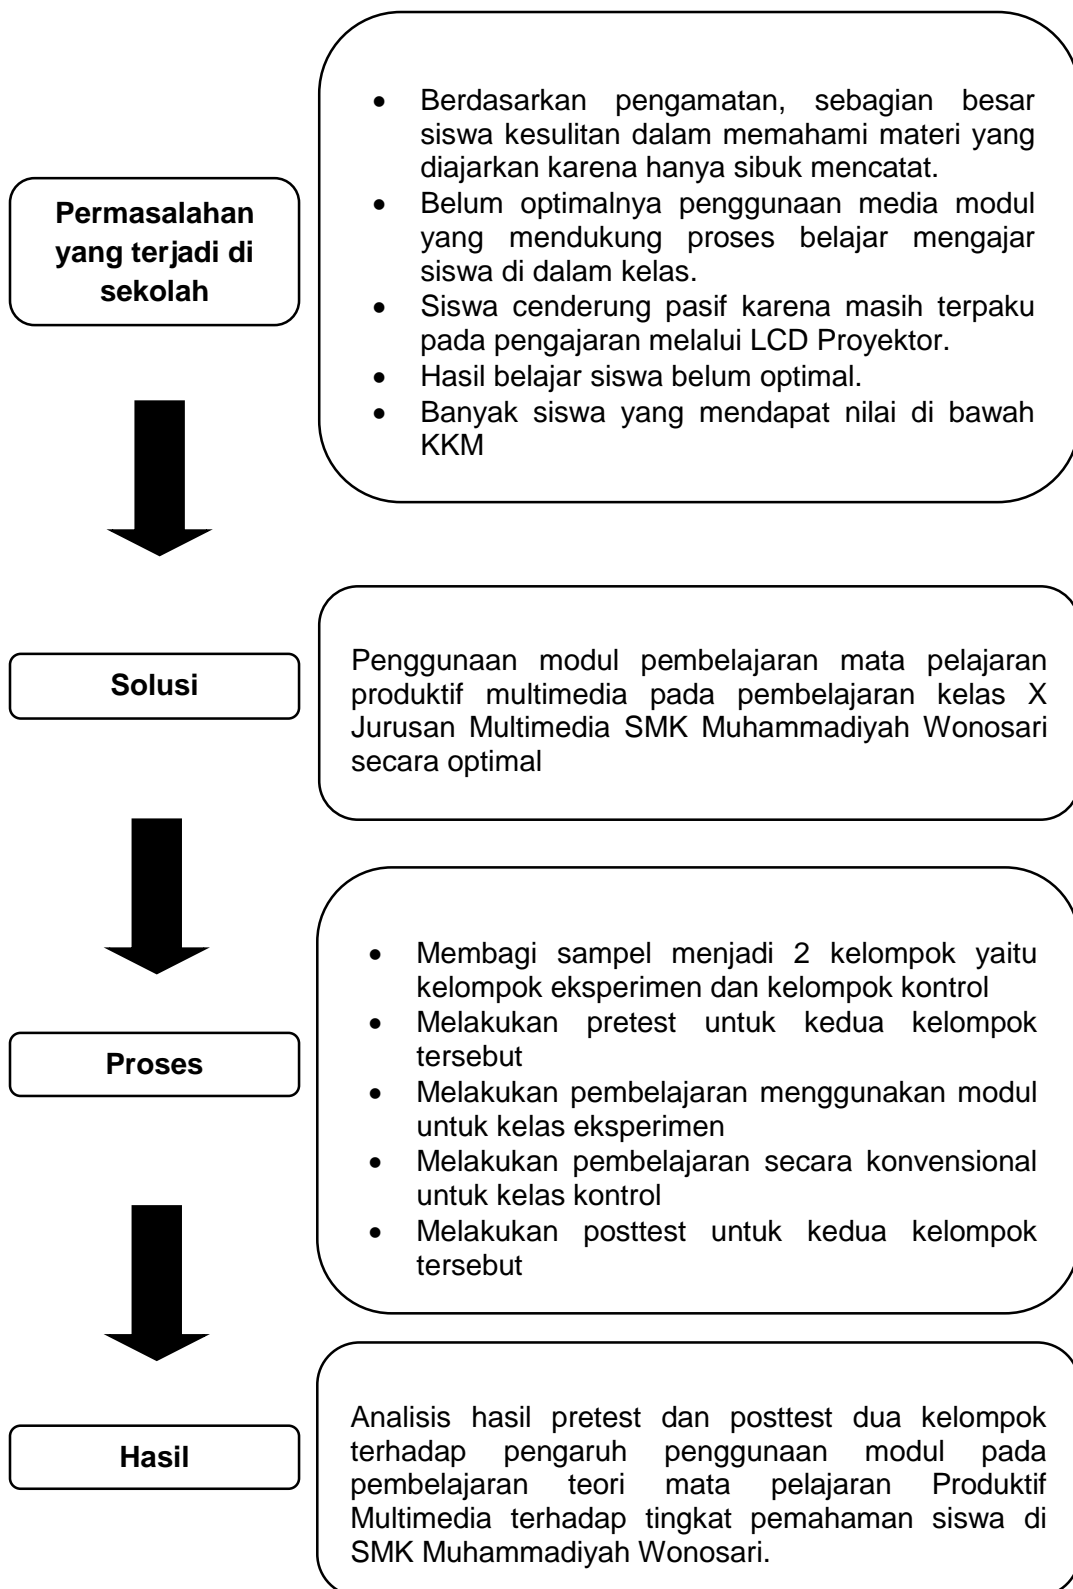 Permasalahan
yang terjadi di
sekolah
• Berdasarkan pengamatan, sebagian besar
siswa kesulitan dalam memahami materi yang
diajarkan karena hanya sibuk mencatat.
• Belum optimalnya penggunaan media modul
yang mendukung proses belajar mengajar
siswa di dalam kelas.
• Siswa cenderung pasif karena masih terpaku
pada pengajaran melalui LCD Proyektor.
• Hasil belajar siswa belum optimal.
• Banyak siswa yang mendapat nilai di bawah
KKM
Solusi
Penggunaan modul pembelajaran mata pelajaran
produktif multimedia pada pembelajaran kelas X
Jurusan Multimedia SMK Muhammadiyah Wonosari
secara optimal
Proses
• Membagi sampel menjadi 2 kelompok yaitu
kelompok eksperimen dan kelompok kontrol
• Melakukan pretest untuk kedua kelompok
tersebut
• Melakukan pembelajaran menggunakan modul
untuk kelas eksperimen
• Melakukan pembelajaran secara konvensional
untuk kelas kontrol
• Melakukan posttest untuk kedua kelompok
tersebut
Hasil
Analisis hasil pretest dan posttest dua kelompok
terhadap pengaruh penggunaan modul pada
pembelajaran teori mata pelajaran Produktif
Multimedia terhadap tingkat pemahaman siswa di
SMK Muhammadiyah Wonosari.